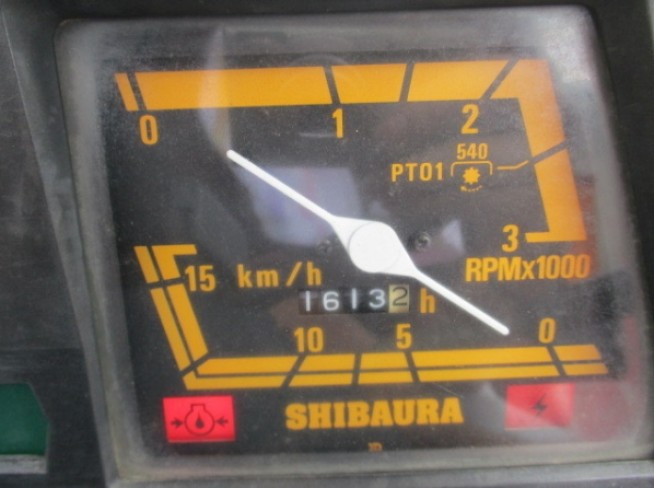 0 1 2
540
PTO1
3
RPMx1000
15 km/h
16132 h
10 5 0
SHIBAURA